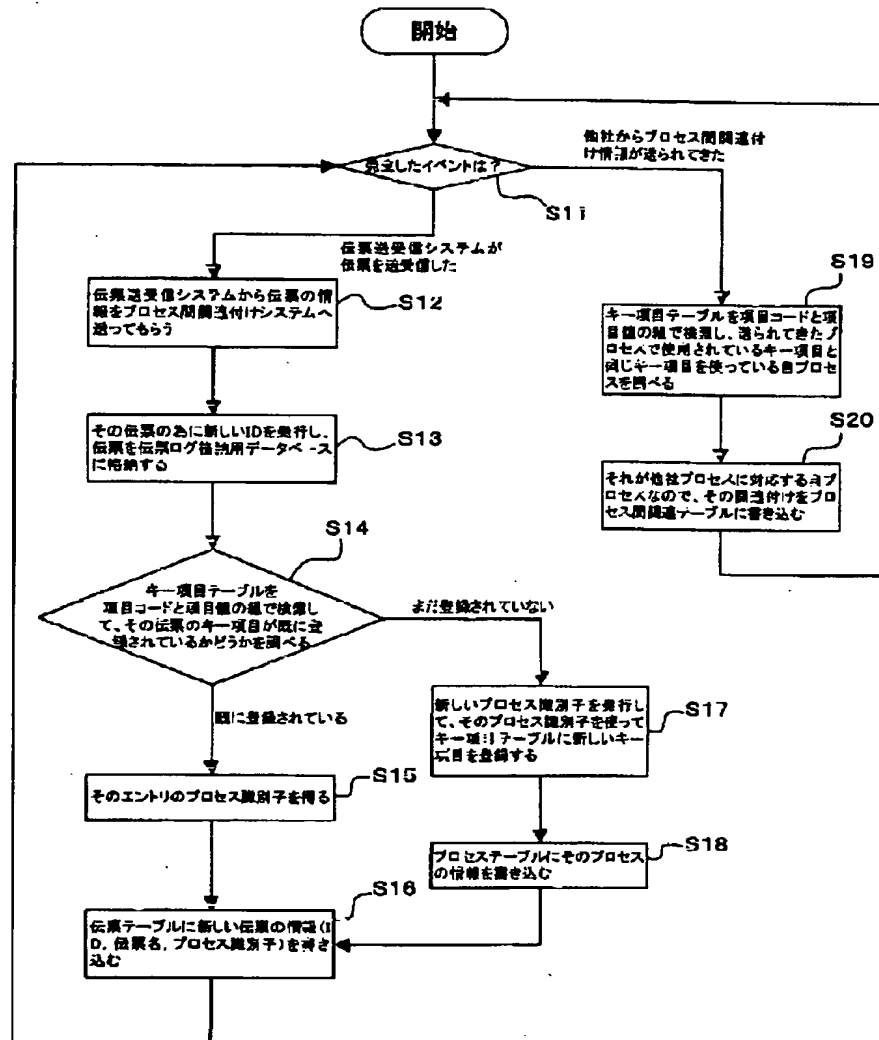 開始
発生したイベントは?
S11
他社からプロセス間関連付
け情報が送られてきた
伝票送受信システムが
伝票を送受信した
S12
伝票送受信システムから伝票の情
報をプロセス間関連付けシステムへ
送ってもらう
S13
その伝票の為に新しいIDを発行し、
伝票を伝票ログ格納用データベース
に格納する
S14
キー項目テーブルを
項目コードと項目値の組で検索し
て、その伝票のキー項目が既に登
録されているかどうかを調べる
既に登録されている
まだ登録されていない
S15
そのエントリのプロセス識別子を得る
S16
伝票テーブルに新しい伝票の情報(I
D,伝票名,プロセス識別子)を書き
込む
S17
新しいプロセス識別子を発行し
て、そのプロセス識別子を使って
キー項目テーブルに新しいキー
項目を登録する
S18
プロセステーブルにそのプロセス
の情報を書き込む
S19
キー項目テーブルを項目コードと項
目値の組で検索し、送られてきたプ
ロセスで使用されているキー項目と
同じキー項目を使っている自プロセ
スを調べる
S20
それが他社プロセスに対応する自プ
ロセスなので、その関連付けをプロ
セス間関連テーブルに書き込む